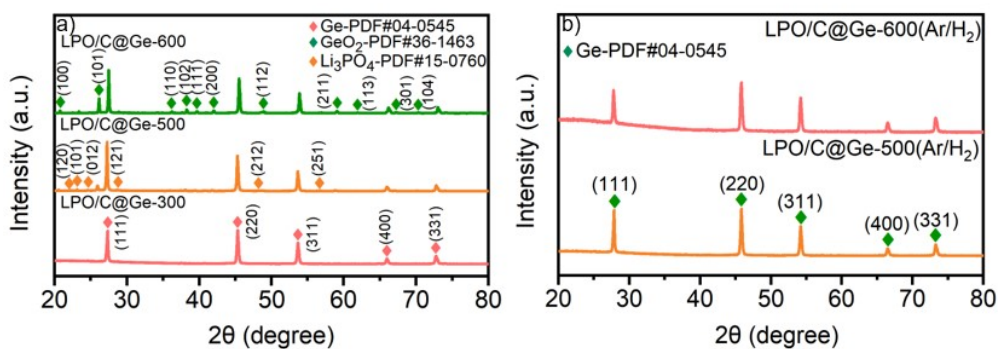 a)
LPO/C@Ge-600
Ge-PDF#04-0545
GeO₂-PDF#36-1463
Li₃PO₄-PDF#15-0760
(100)
(101)
(110)
(102)
(111)
(200)
(112)
(211)
(113)
(301)
(104)
LPO/C@Ge-500
(120)
(101)
(012)
(121)
(212)
(251)
LPO/C@Ge-300
(111)
(220)
(311)
(400)
(331)
Intensity (a.u.)
20 30 40 50 60 70 80
2θ (degree)
b)
LPO/C@Ge-600(Ar/H₂)
Ge-PDF#04-0545
LPO/C@Ge-500(Ar/H₂)
(111)
(220)
(311)
(400)
(331)
Intensity (a.u.)
20 30 40 50 60 70 80
2θ (degree)